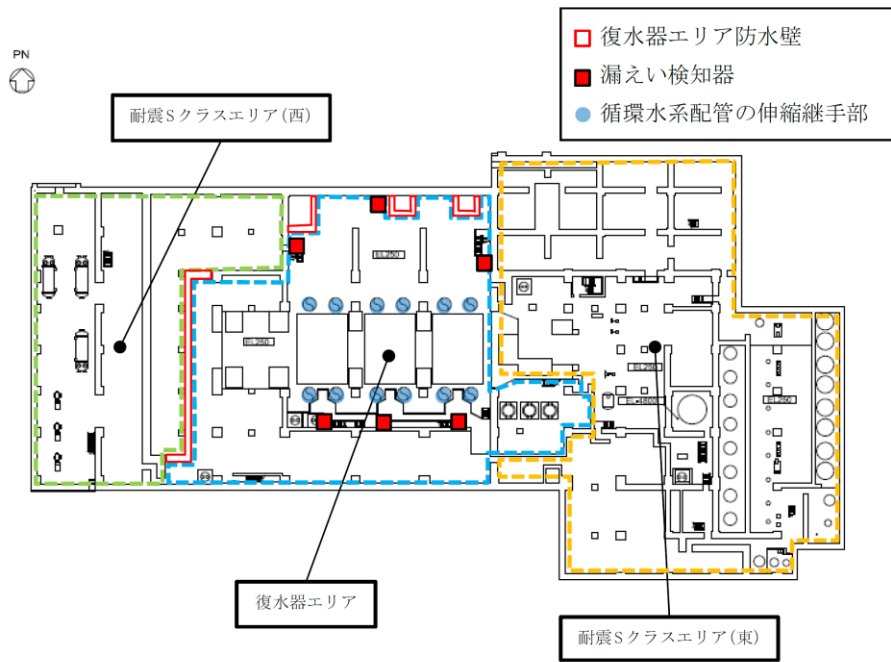 復水器エリア防水壁
漏えい検知器
循環水系配管の伸縮継手部
PN
耐震Sクラスエリア(西)
EL250
EL250
EL250
EL250
復水器エリア
耐震Sクラスエリア(東)